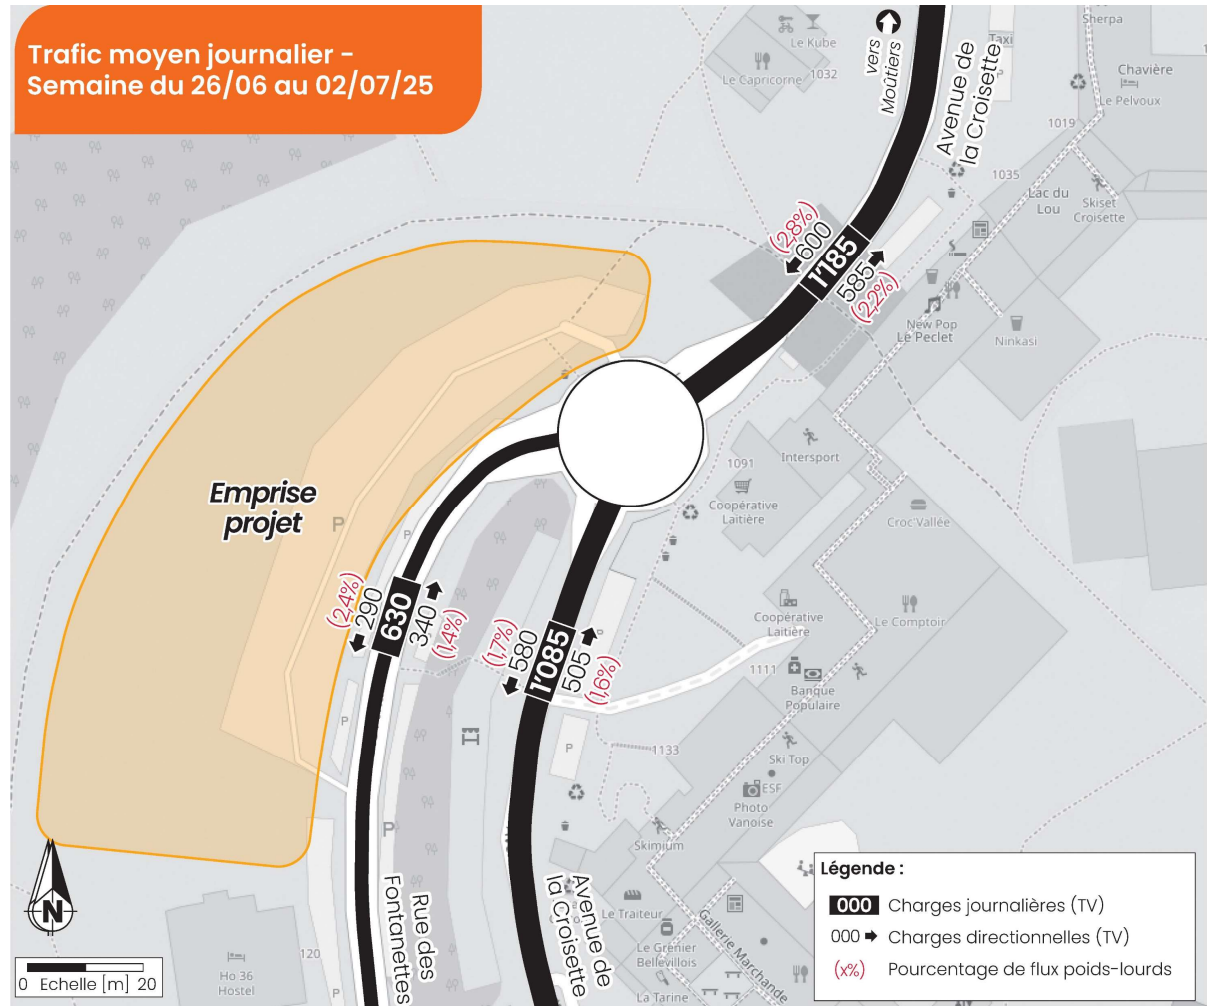 Trafic moyen journalier -
Semaine du 26/06 au 02/07/25
vers
Moûtiers
Avenue de
la Croisette
Le Kube
1032
Le Capricorne
Sherpa
Taxi
P
Chavière
Le Pelvoux
1019
1035
Lac du
Lou
Skiset
Croisette
(28%)
600
1'185
585
(22%)
New Pop
Le Peclet
Ninkasi
Intersport
1091
Coopérative
Laitière
Croc'Vallée
Emprise
projet
P
P
(24%)
290
630
340
(14%)
(17%)
580
1'085
505
(16%)
P
Coopérative
Laitière
Le Comptoir
1111
Banque
Populaire
P
P
1133
Ski Top
ESF
Photo
Vanoise
P
Skimium
Rue des
Fontanettes
Avenue de
la Croisette
Le Traiteur
Le Grenier
Bellevillois
La Tarine
Gallerie Marchande
120
P
Ho 36
Hostel
N
0 Echelle [m] 20
Légende :
000 Charges journalières (TV)
000 Charges directionnelles (TV)
(x%) Pourcentage de flux poids-lourds